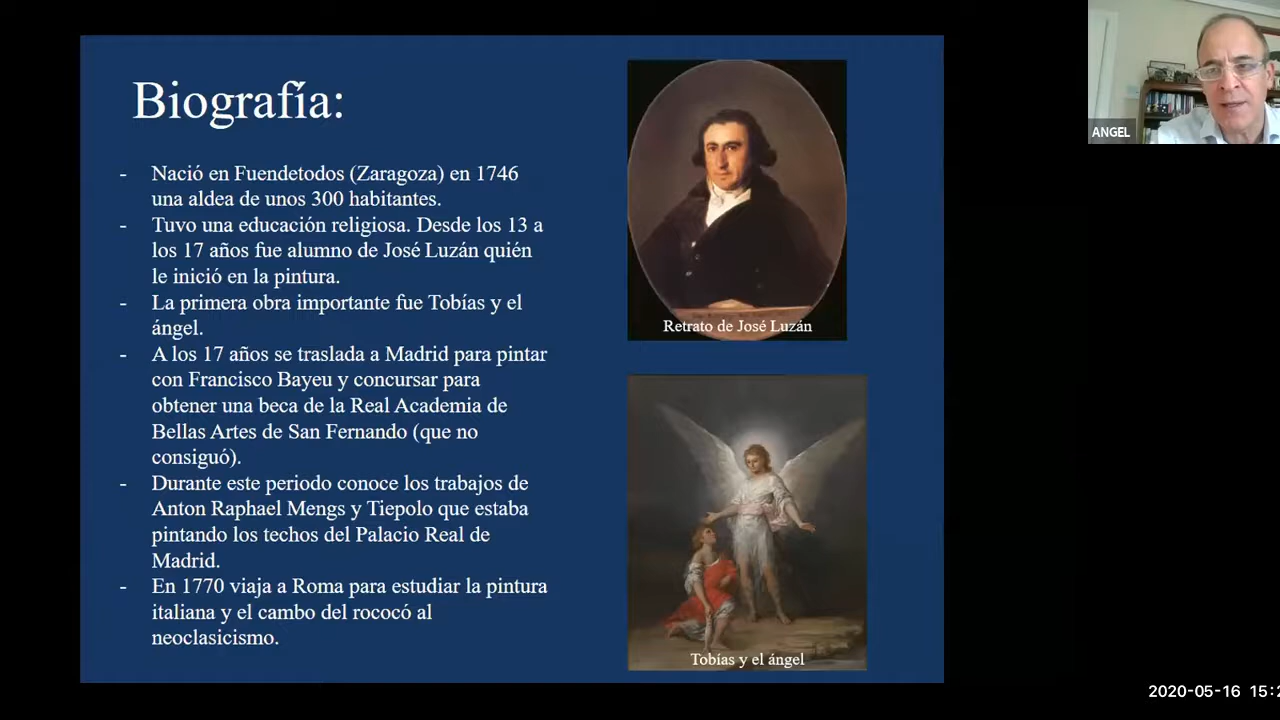 Biografía:
- Nació en Fuendetodos (Zaragoza) en 1746
una aldea de unos 300 habitantes.
- Tuvo una educación religiosa. Desde los 13 a
los 17 años fue alumno de José Luzán quién
le inició en la pintura.
- La primera obra importante fue Tobías y el
ángel.
- A los 17 años se traslada a Madrid para pintar
con Francisco Bayeu y concursar para
obtener una beca de la Real Academia de
Bellas Artes de San Fernando (que no
consiguó).
- Durante este periodo conoce los trabajos de
Anton Raphael Mengs y Tiepolo que estaba
pintando los techos del Palacio Real de
Madrid.
- En 1770 viaja a Roma para estudiar la pintura
italiana y el cambo del rococó al
neoclasicismo.
Retrato de José Luzán
Tobías y el ángel
ANGEL
2020-05-16 15:2